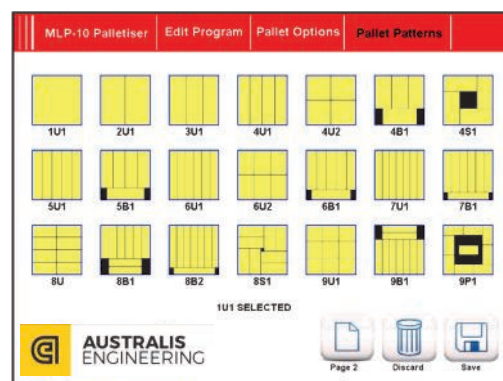 MLP-10 Palletiser Edit Program Pallet Options Pallet Patterns
1U1 2U1 3U1 4U1 4U2 4B1 4S1
5U1 5B1 6U1 6U2 6B1 7U1 7B1
8U 8B1 8B2 8S1 9U1 9B1 9P1
1U1 SELECTED
AUSTRALIS
ENGINEERING
Page 2 Discard Save